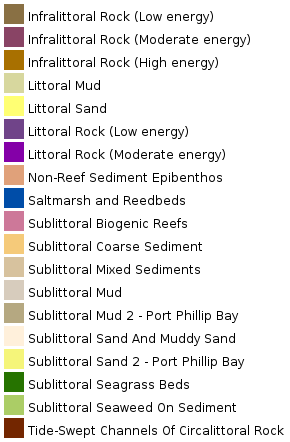 Infralittoral Rock (Low energy)
Infralittoral Rock (Moderate energy)
Infralittoral Rock (High energy)
Littoral Mud
Littoral Sand
Littoral Rock (Low energy)
Littoral Rock (Moderate energy)
Non-Reef Sediment Epibenthos
Saltmarsh and Reedbeds
Sublittoral Biogenic Reefs
Sublittoral Coarse Sediment
Sublittoral Mixed Sediments
Sublittoral Mud
Sublittoral Mud 2 - Port Phillip Bay
Sublittoral Sand And Muddy Sand
Sublittoral Sand 2 - Port Phillip Bay
Sublittoral Seagrass Beds
Sublittoral Seaweed On Sediment
Tide-Swept Channels Of Circalittoral Rock